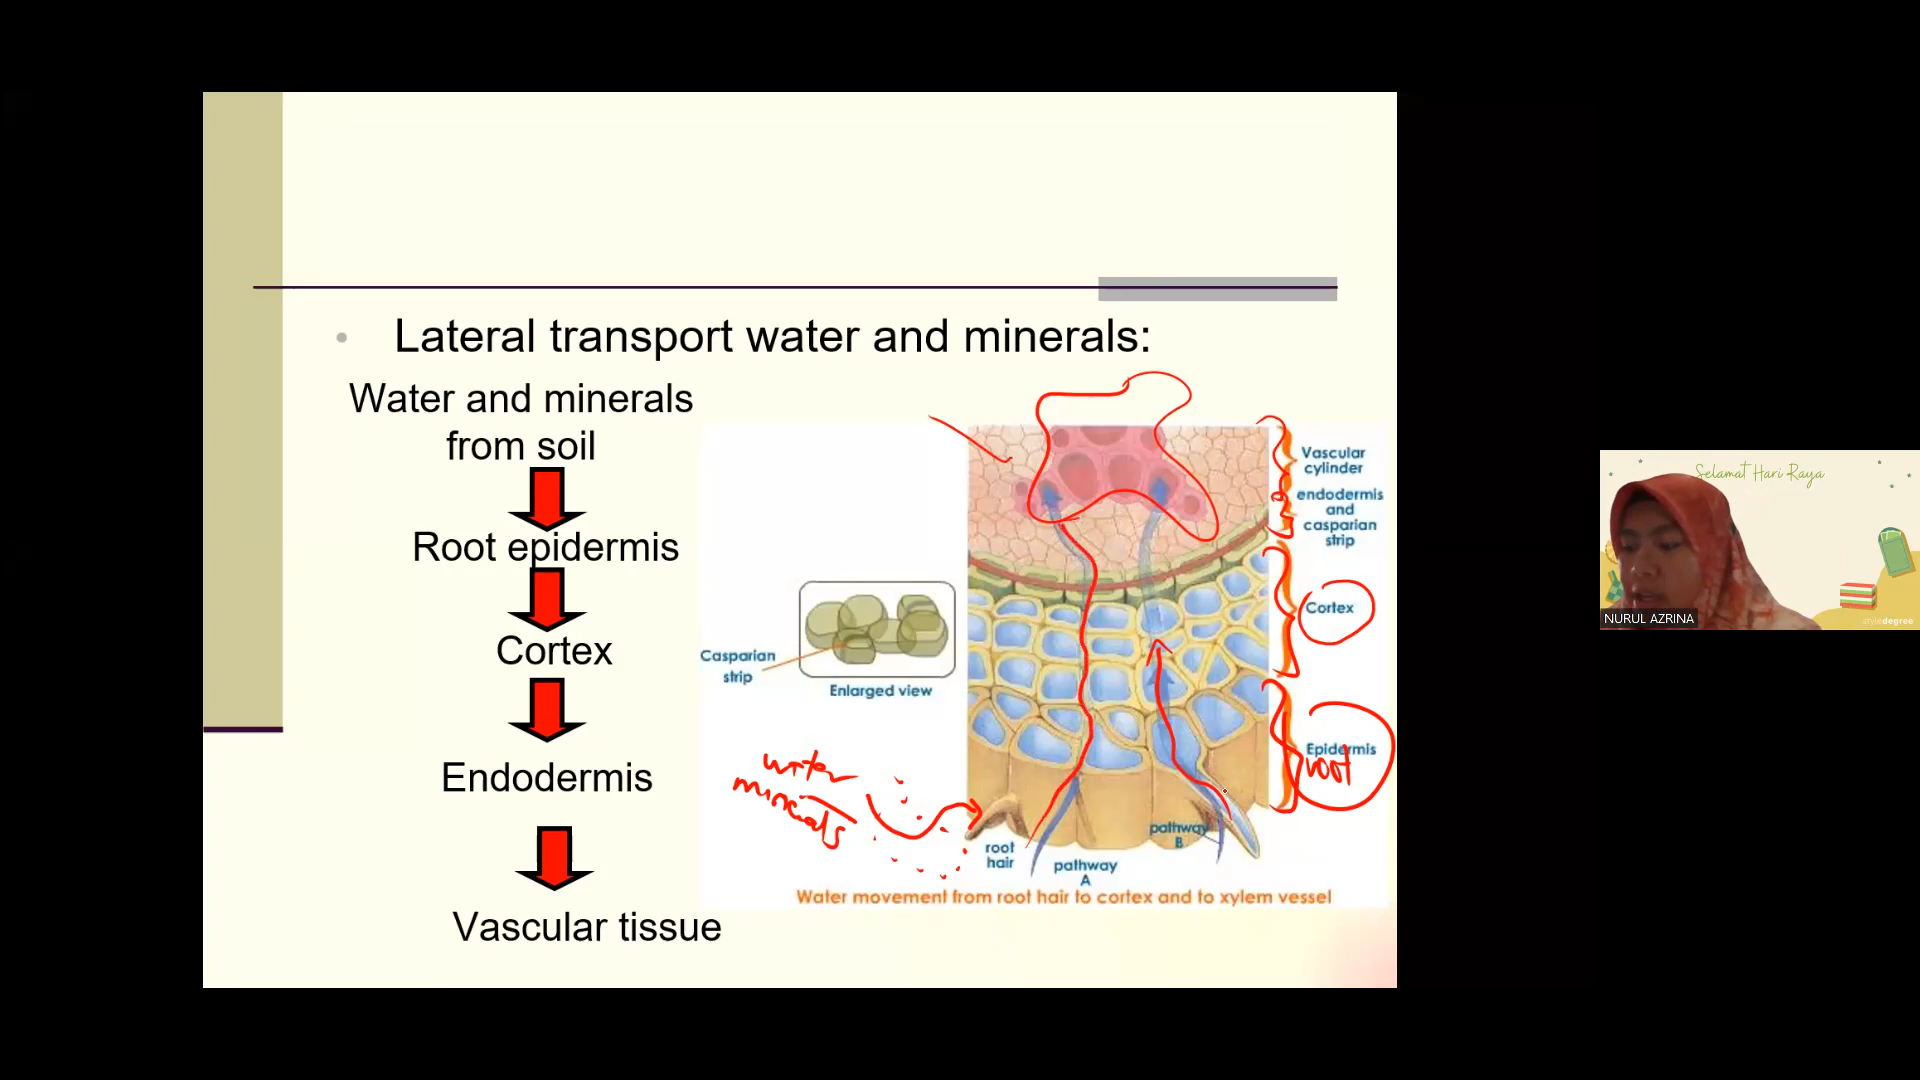 Lateral transport water and minerals:
Water and minerals
from soil
Root epidermis
Cortex
Endodermis
Vascular tissue
Vascular
cylinder
endodermis
and
casparian
strip
Cortex
Epidermis
root
Casparian
strip
Enlarged view
water
minerals
root
hair
pathway
A
pathway
B
Water movement from root hair to cortex and to xylem vessel
Selamat Hari Raya
NURUL AZRINA
styledegree